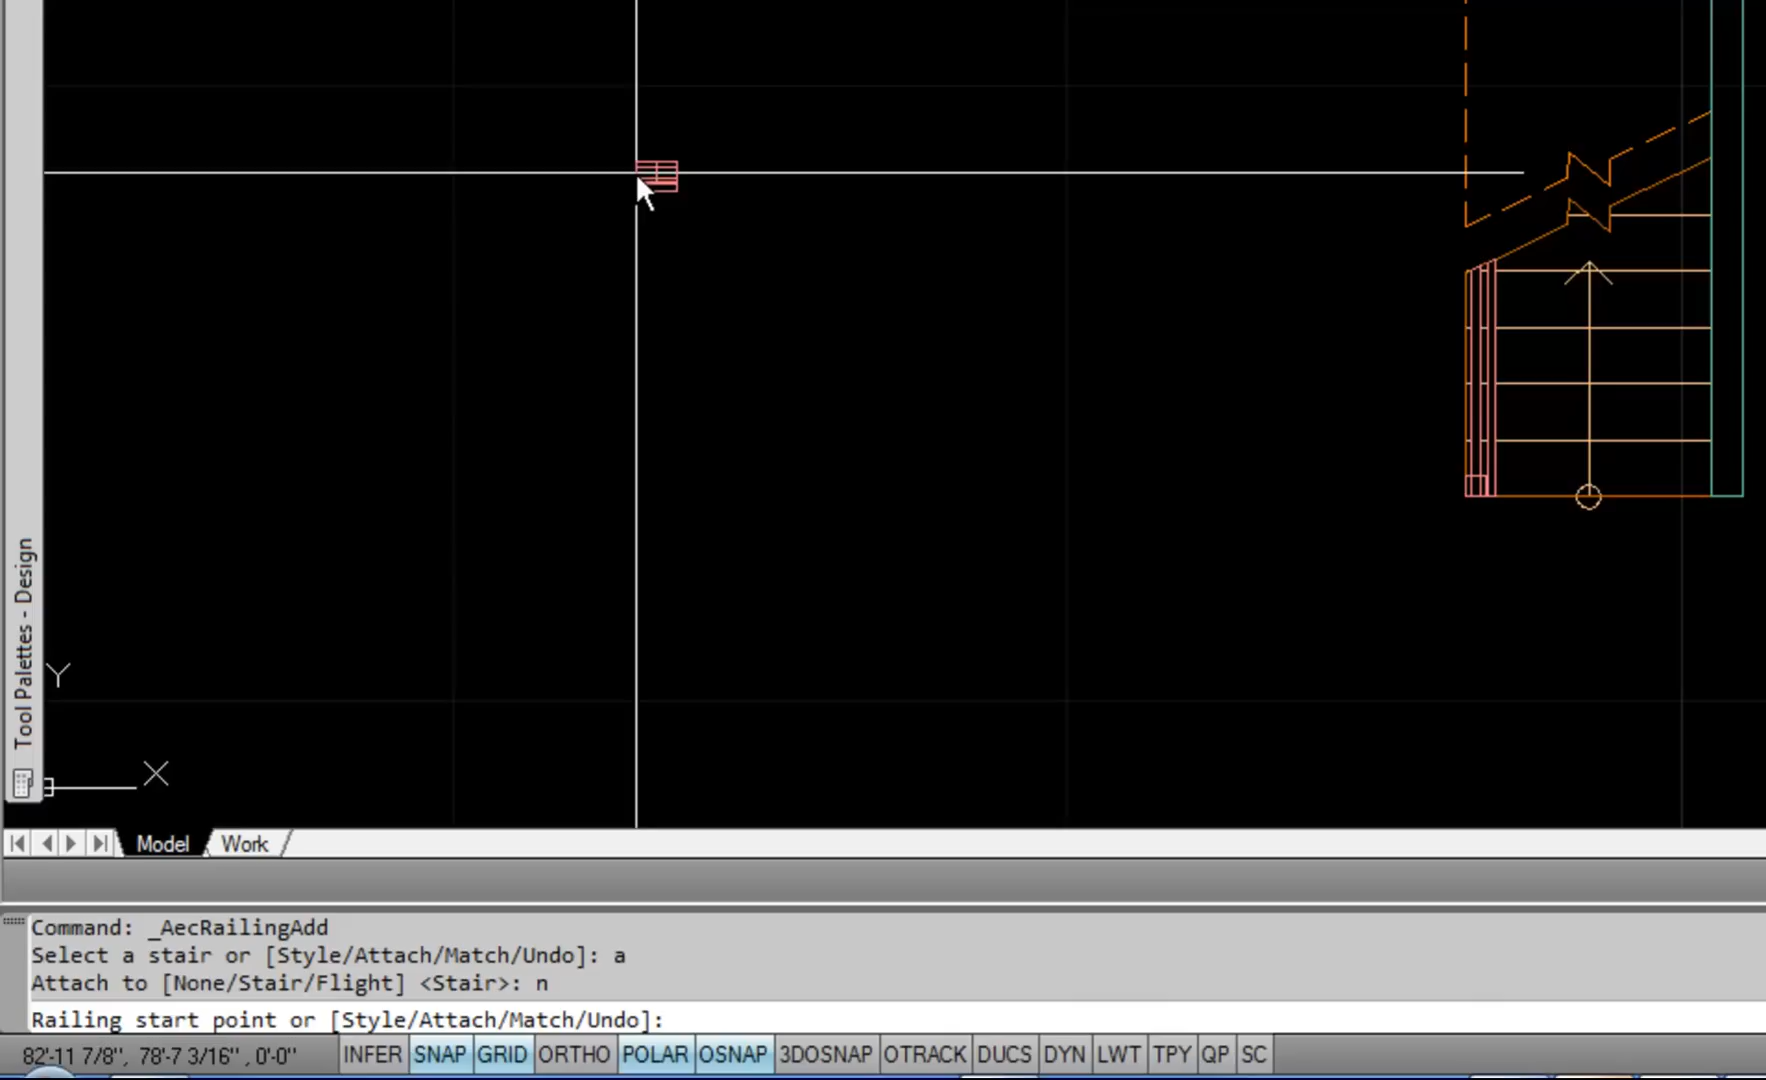 Tool Palettes - Design
Y
X
Model Work
Command: _AecRailingAdd
Select a stair or [Style/Attach/Match/Undo]: a
Attach to [None/Stair/Flight] <Stair>: n
Railing start point or [Style/Attach/Match/Undo]:
82'-11 7/8", 78'-7 3/16" , 0'-0" INFER SNAP GRID ORTHO POLAR OSNAP 3DOSNAP OTRACK DUCS DYN LWT TPY QP SC